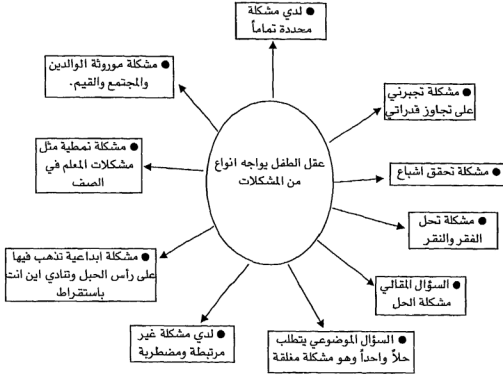 ● لدي مشكلة
محددة تماماً
● مشكلة تجبرني
على تجاوز قدراتي
● مشكلة تحقق اشباع
● مشكلة تحل
الفقر والنقر
● السؤال المقالي
مشكلة الحل
● السؤال الموضوعي يتطلب
حلاً واحداً وهو مشكلة مغلقة
● لدي مشكلة غير
مرتبطة ومضطربة
● مشكلة ابداعية تذهب فيها
على رأس الجبل وتنادي اين انت
باستقراط
● مشكلة نمطية مثل
مشكلات المعلم في
الصف
● مشكلة موروثة الوالدين
والمجتمع والقيم.
عقل الطفل يواجه انواع
من المشكلات